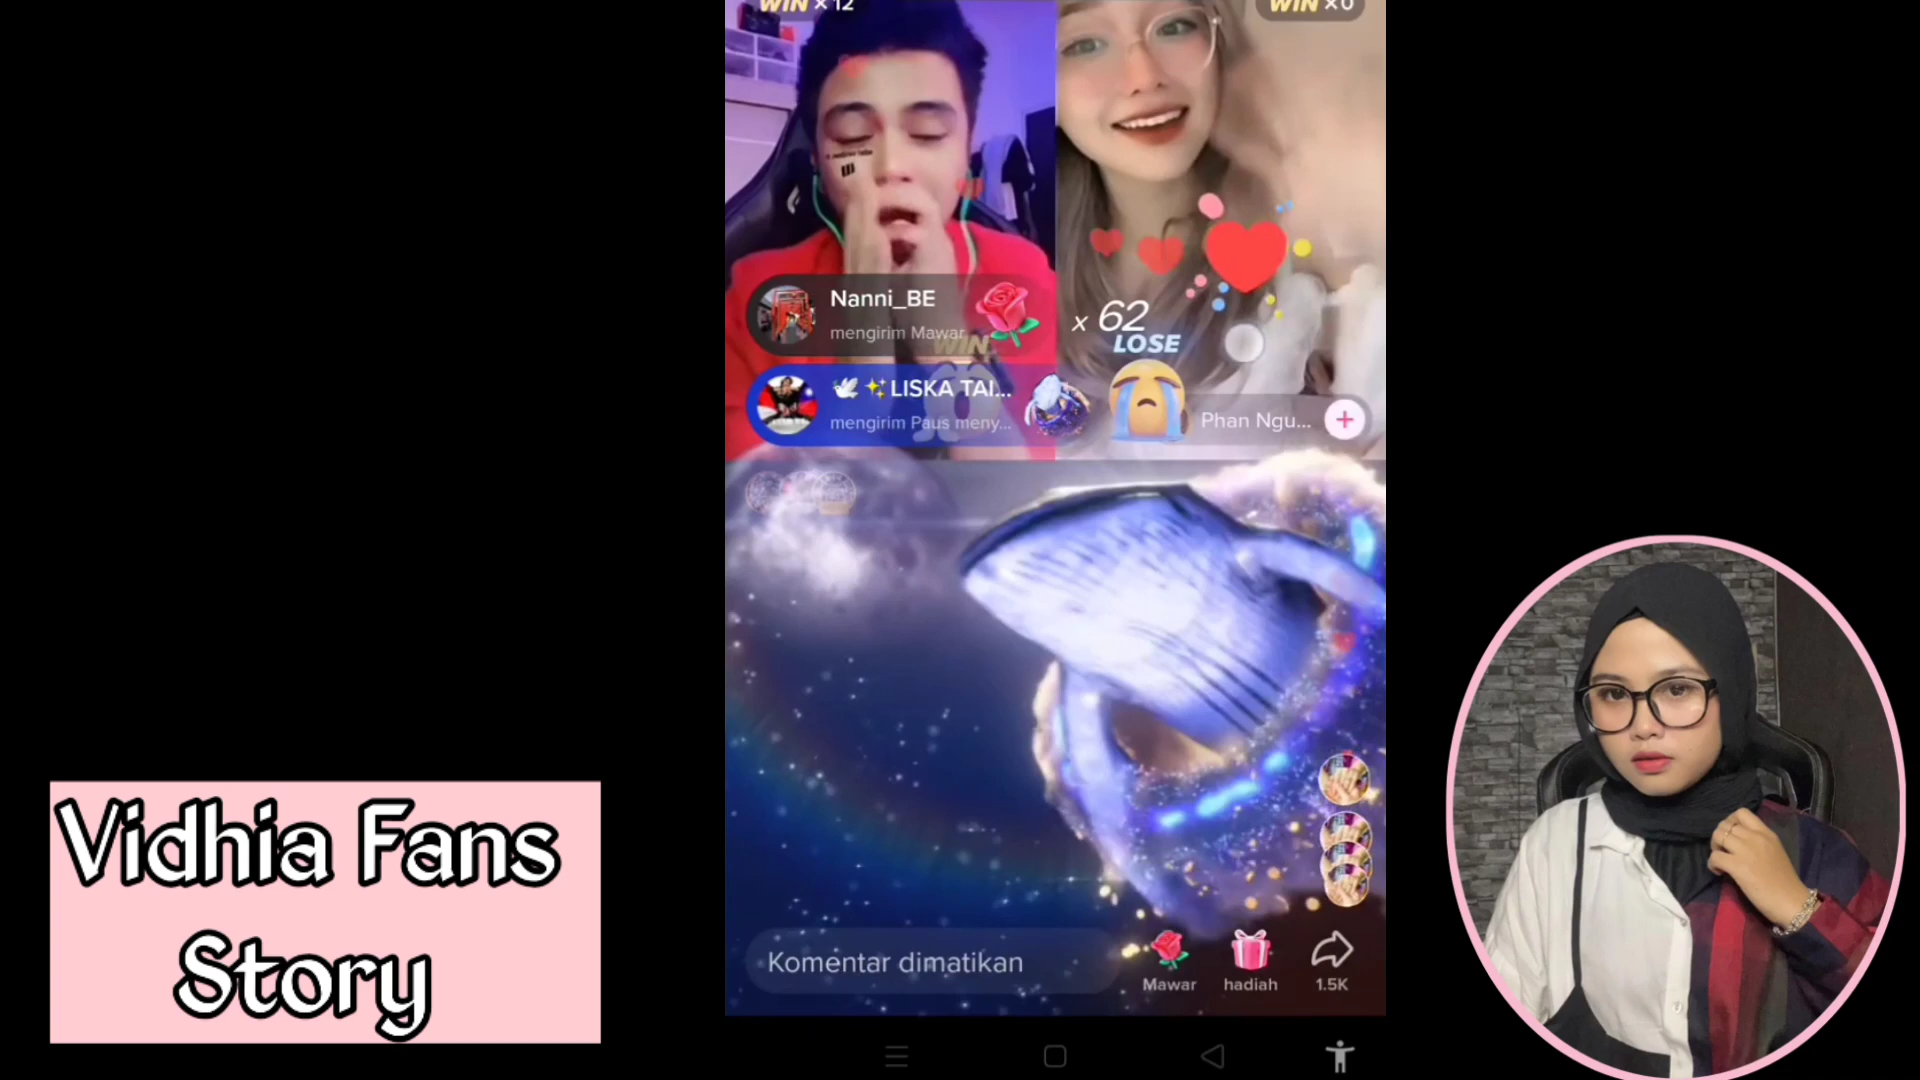 WIN ×12
WIN ×0
Nanni_BE
mengirim Mawar
WIN
x 62
LOSE
LISKA TAI...
mengirim Paus meny...
Phan Ngu...
Vidhia Fans
Story
Komentar dimatikan
Mawar
hadiah
1.5K